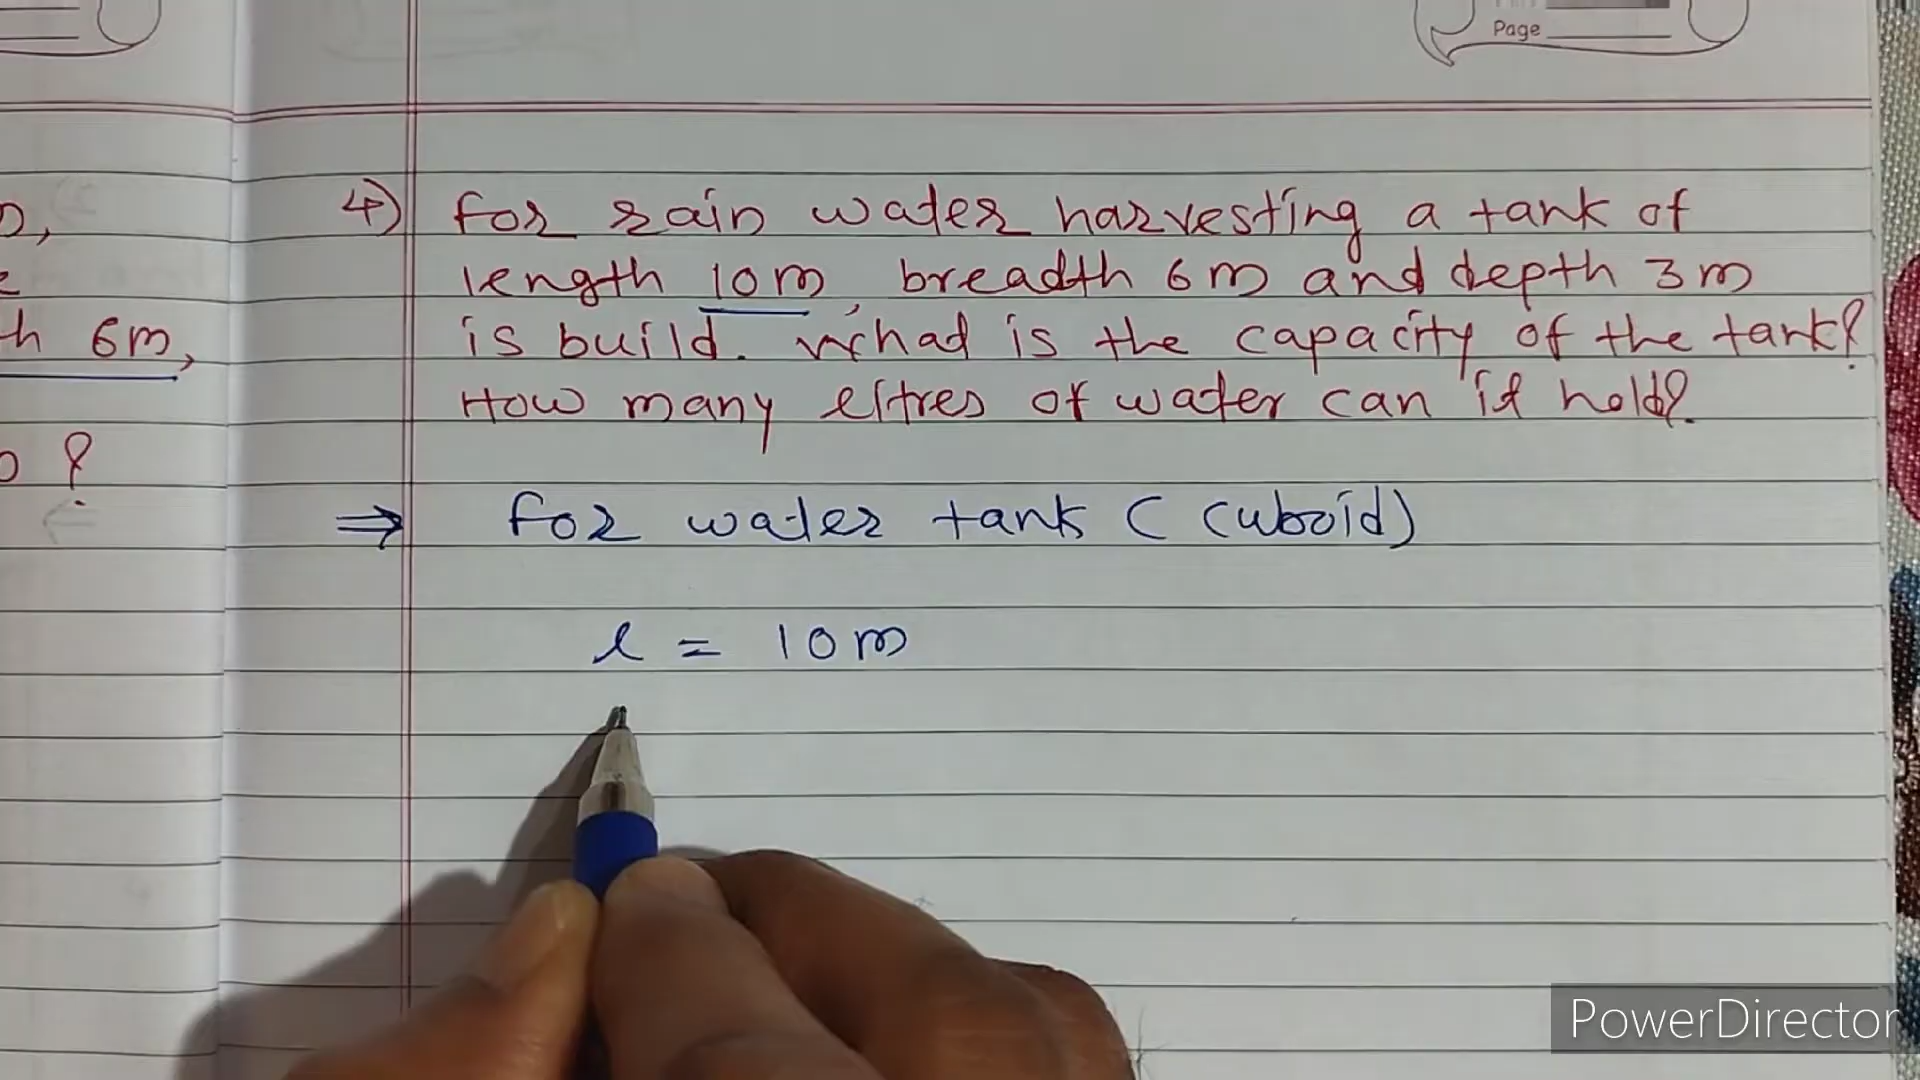 Page
4) For rain water harvesting a tank of
length 10m, breadth 6m and depth 3m
is build. What is the capacity of the tank?
How many litres of water can it hold?
⇒ For water tank ( cuboid)
l = 10m
h 6m,
?
PowerDirector